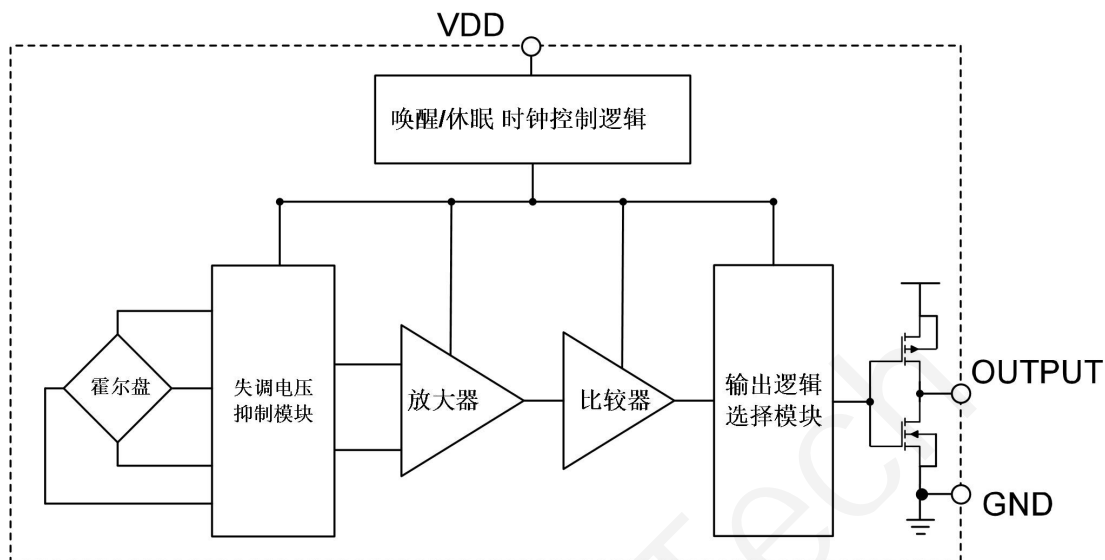 VDD
唤醒/休眠 时钟控制逻辑
霍尔盘
失调电压
抑制模块
放大器
比较器
输出逻辑
选择模块
OUTPUT
GND
Tech